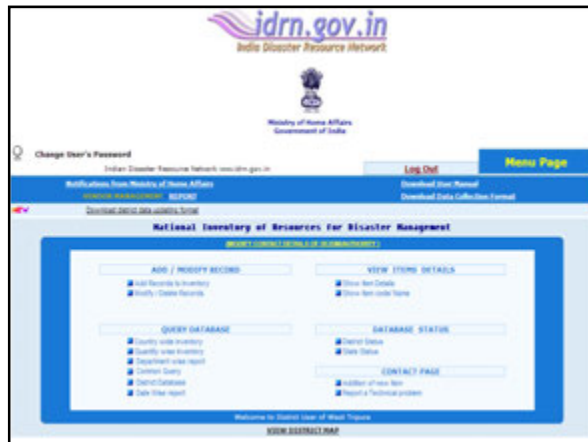 idrn.gov.in
India Disaster Resource Network
Ministry of Home Affairs
Government of India
Change User's Password
Indian Disaster Resource Network www.idrn.gov.in
Log Out
Menu Page
Notifications from Ministry of Home Affairs
Download User Manual
VENDOR MANAGEMENT REPORT
Download Data Collection Format
Download district data updating format
National Inventory of Resources for Disaster Managment
ADD / MODIFY RECORD
VIEW ITEMS DETAILS
Add Records to Inventory
Show Item Details
Modify / Delete Records
Show Item code Name
QUERY DATABASE
DATABASE STATUS
Country wide Inventory
District Status
Quantity wise Inventory
State Status
Department wise report
Common Query
CONTACT PAGE
District Database
Addition of new Item
Date Wise report
Report a Technical problem
Welcome to District User of West Tripura
VIEW DISTRICT MAP